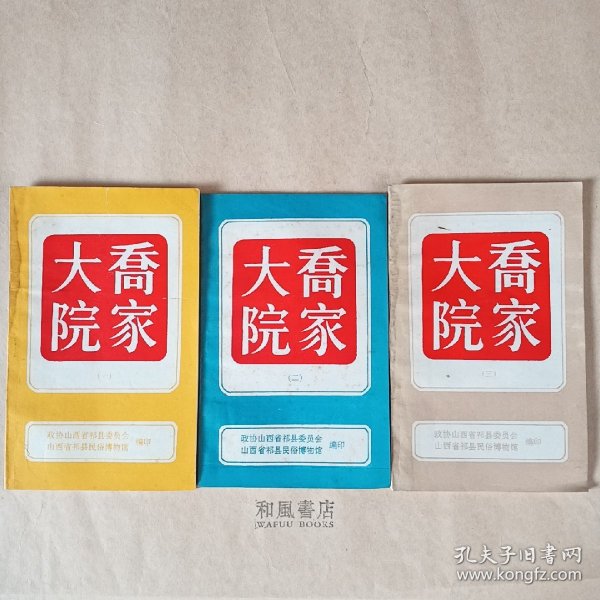 喬家
大院
（一）
政协山西省祁县委员会
山西省祁县民俗博物馆
编印
喬家
大院
（二）
政协山西省祁县委员会
山西省祁县民俗博物馆
编印
喬家
大院
（三）
政协山西省祁县委员会
山西省祁县民俗博物馆
编印
和風書店
WAFUU BOOKS
孔夫子旧书网
www.kongfz.com